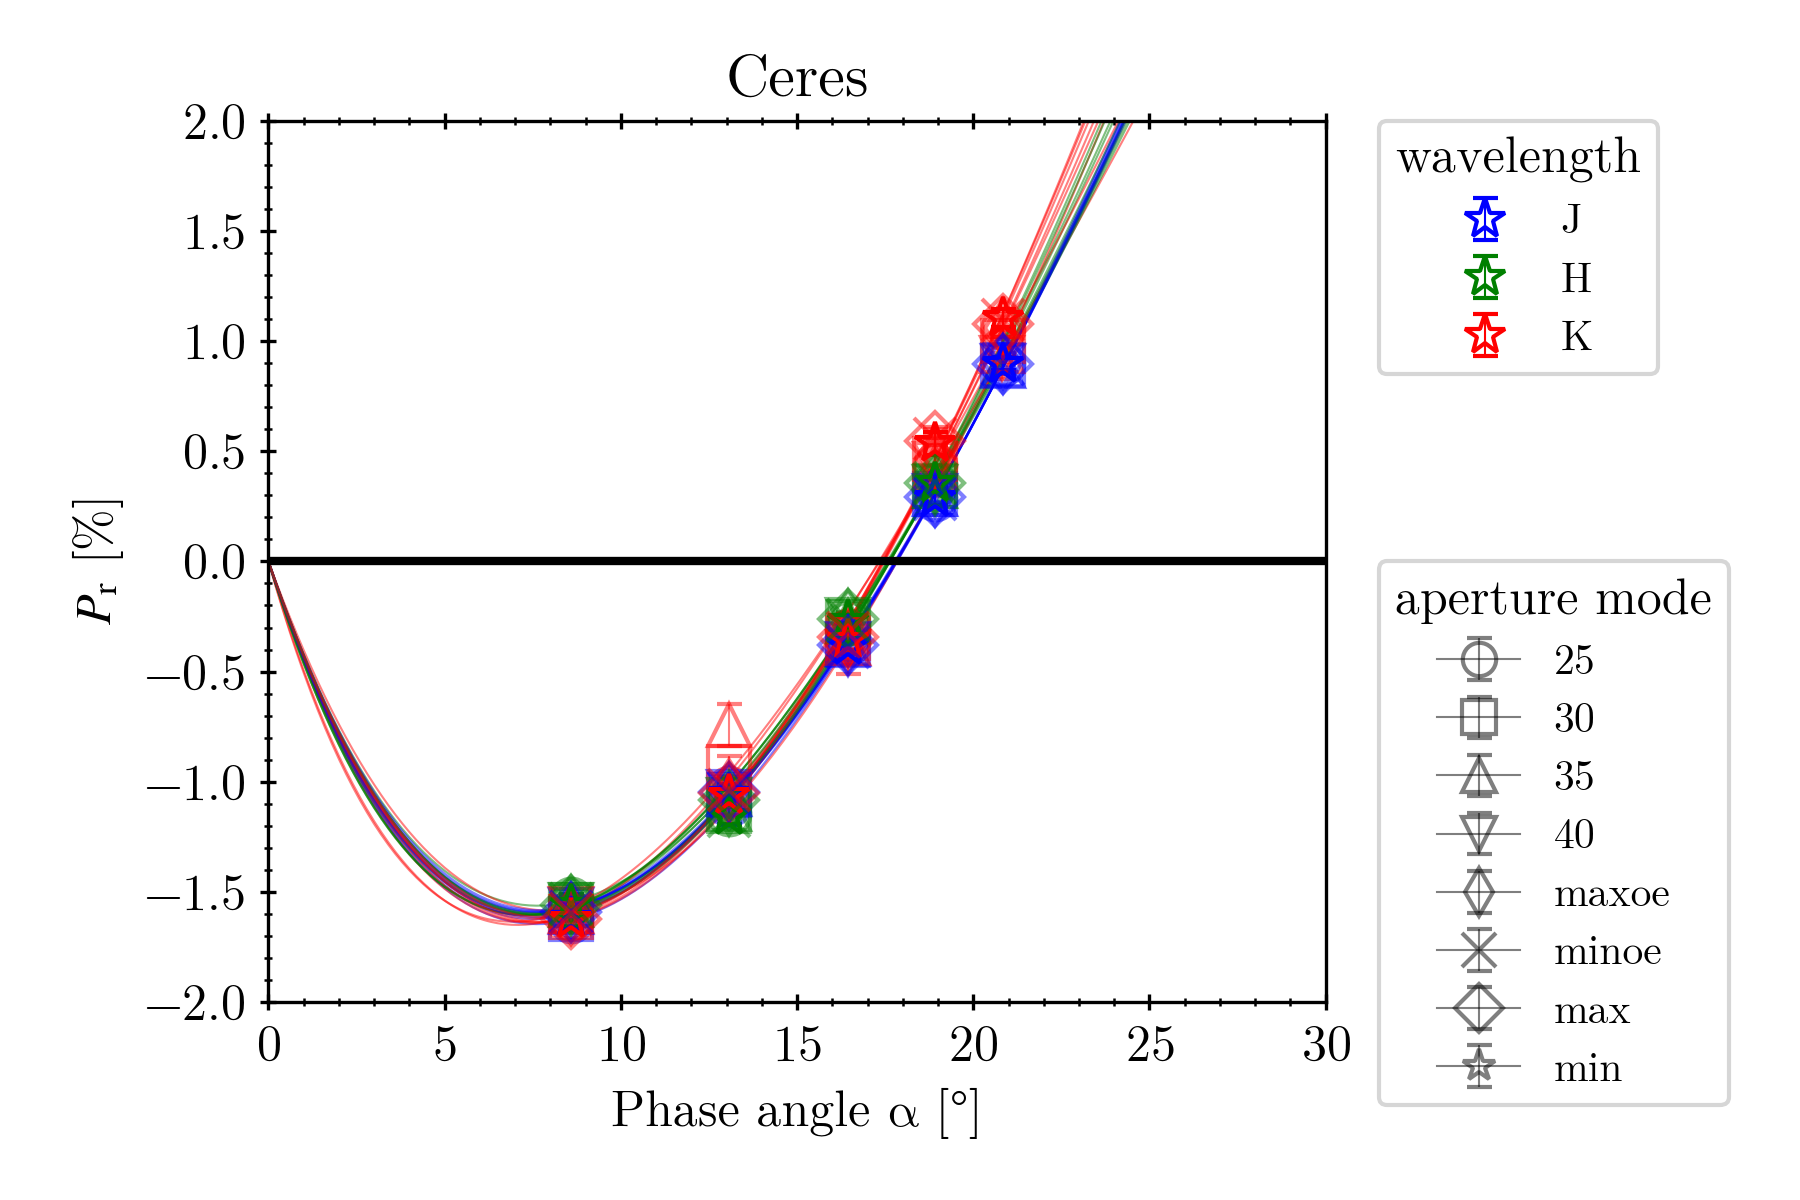 Ceres
2.0
1.5
1.0
0.5
0.0
−0.5
−1.0
−1.5
−2.0
0 5 10 15 20 25 30
Phase angle α [°]
Pr [%]
wavelength
J
H
K
aperture mode
25
30
35
40
maxoe
minoe
max
min